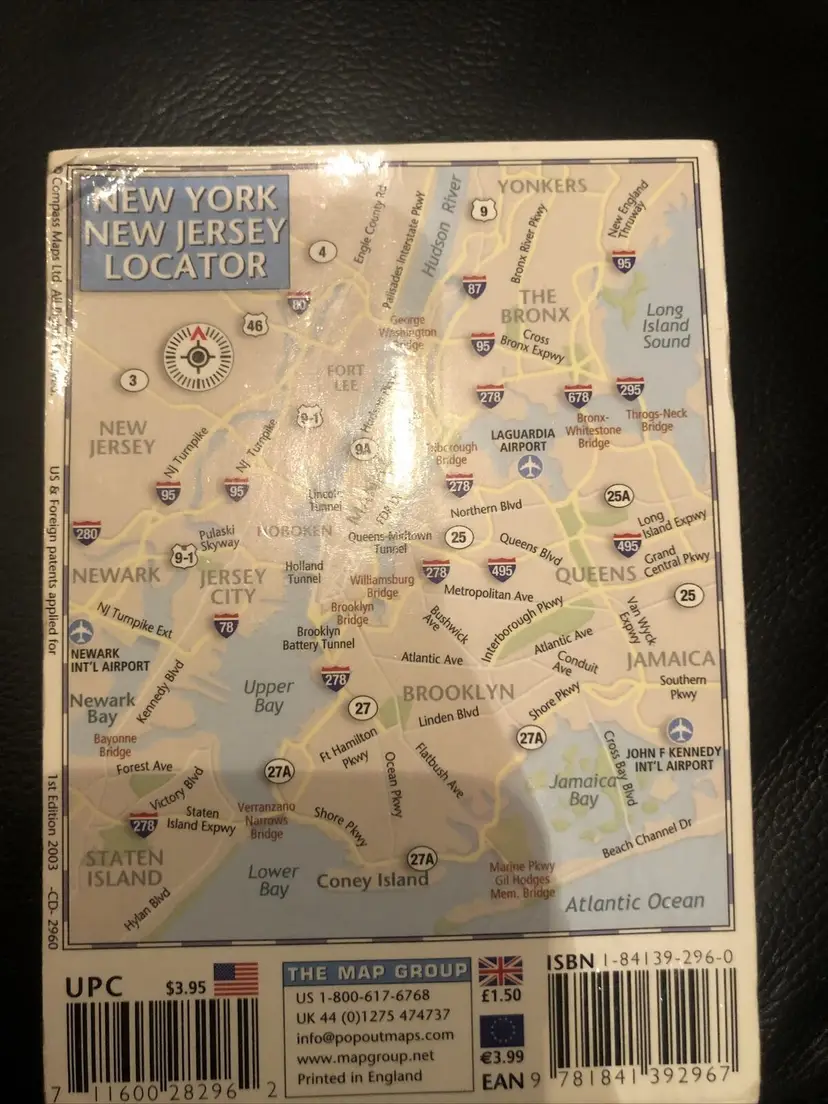 NEW YORK
NEW JERSEY
LOCATOR
YONKERS
9
4
Engle County Rd
Palisades Interstate Pkwy
Hudson River
Bronx River Pkwy
New England
Thruway
95
87
80
THE
BRONX
Long
Island
Sound
46
George
Washington
Bridge
95
Cross
Bronx Expwy
3
FORT
LEE
278
678
295
9-1
Bronx-
Whitestone
Bridge
Throgs-Neck
Bridge
NEW
JERSEY
NJ Turnpike
NJ Turnpike
9A
LAGUARDIA
AIRPORT
Bridge
278
95
95
Lincoln
Tunnel
FDR
25A
Northern Blvd
Long
Island Expwy
280
Pulaski
Skyway
HOBOKEN
Queens-Midtown
Tunnel
25
Queens Blvd
495
9-1
Grand
Central Pkwy
NEWARK
JERSEY
CITY
Holland
Tunnel
Williamsburg
Bridge
278
495
QUEENS
Metropolitan Ave
25
NJ Turnpike Ext
78
Brooklyn
Bridge
Brooklyn
Battery Tunnel
Bushwick
Ave
Interborough Pkwy
Van Wyck
Expwy
NEWARK
INT'L AIRPORT
Atlantic Ave
Atlantic Ave
Conduit
Ave
JAMAICA
Kennedy Blvd
278
Upper
Bay
BROOKLYN
Southern
Pkwy
Newark
Bay
27
Linden Blvd
Shore Pkwy
27A
Bayonne
Bridge
Ft Hamilton
Pkwy
Ocean Pkwy
Flatbush Ave
Cross Bay Blvd
JOHN F KENNEDY
INT'L AIRPORT
Forest Ave
27A
Victory Blvd
Jamaica
Bay
278
Staten
Island Expwy
Verranzano
Narrows
Bridge
Shore Pkwy
Beach Channel Dr
STATEN
ISLAND
27A
Lower
Bay
Coney Island
Marine Pkwy
Gil Hodges
Mem. Bridge
Atlantic Ocean
Hylan Blvd
Compass Maps Ltd. All
US & Foreign patents applied for
1st Edition 2003 -CD- 2960
UPC $3.95
7 11600 28296 2
THE MAP GROUP
US 1-800-617-6768
UK 44 (0)1275 474737
info@popoutmaps.com
www.mapgroup.net
Printed in England
£1.50
€3.99
ISBN 1-84139-296-0
EAN 9 781841 392967